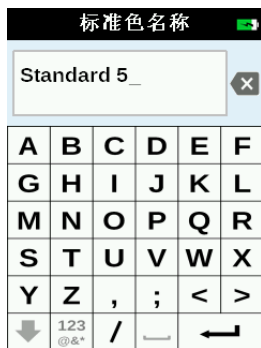 标准色名称
Standard 5_
A B C D E F
G H I J K L
M N O P Q R
S T U V W X
Y Z , ; < >
123 /
@&*